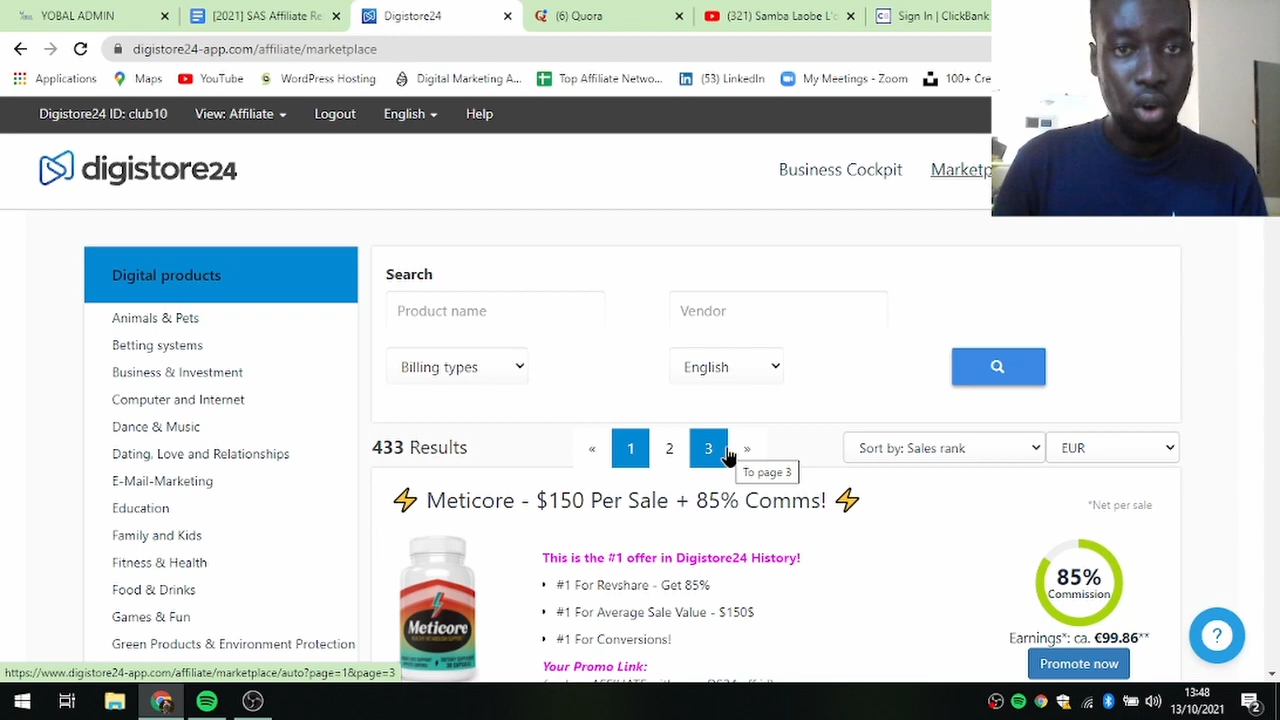 YOBAL ADMIN
[2021] SAS Affiliate Re
Digistore24
(6) Quora
(321) Samba Laobe L'
Sign In | ClickBank
digistore24-app.com/affiliate/marketplace
Applications
Maps
YouTube
WordPress Hosting
Digital Marketing A...
Top Affiliate Netwo...
(53) LinkedIn
My Meetings - Zoom
100+ Cre
Digistore24 ID: club10
View: Affiliate
Logout
English
Help
digistore24
Business Cockpit
Marketp
Digital products
Animals & Pets
Betting systems
Business & Investment
Computer and Internet
Dance & Music
Dating, Love and Relationships
E-Mail-Marketing
Education
Family and Kids
Fitness & Health
Food & Drinks
Games & Fun
Green Products & Environment Protection
Search
Product name
Vendor
Billing types
English
433 Results
« 1 2 3 »
To page 3
Sort by: Sales rank
EUR
⚡ Meticore - $150 Per Sale + 85% Comms! ⚡
*Net per sale
This is the #1 offer in Digistore24 History!
#1 For Revshare - Get 85%
#1 For Average Sale Value - $150$
#1 For Conversions!
Your Promo Link:
Meticore
85%
Commission
Earnings*: ca. €99.86**
Promote now
?
https://www.digistore24-app.com/affiliate/marketplace/auto?page=1&page=3
13:48
13/10/2021
2